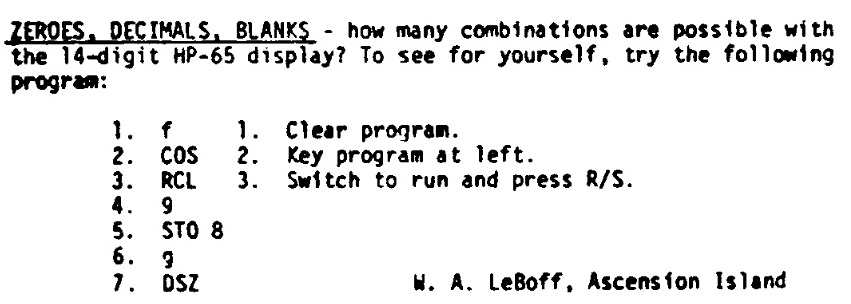 ZEROES, DECIMALS, BLANKS - how many combinations are possible with
the 14-digit HP-65 display? To see for yourself, try the following
program:
1. f 1. Clear program.
2. COS 2. Key program at left.
3. RCL 3. Switch to run and press R/S.
4. 9
5. STO 8
6. g
7. DSZ W. A. LeBoff, Ascension Island